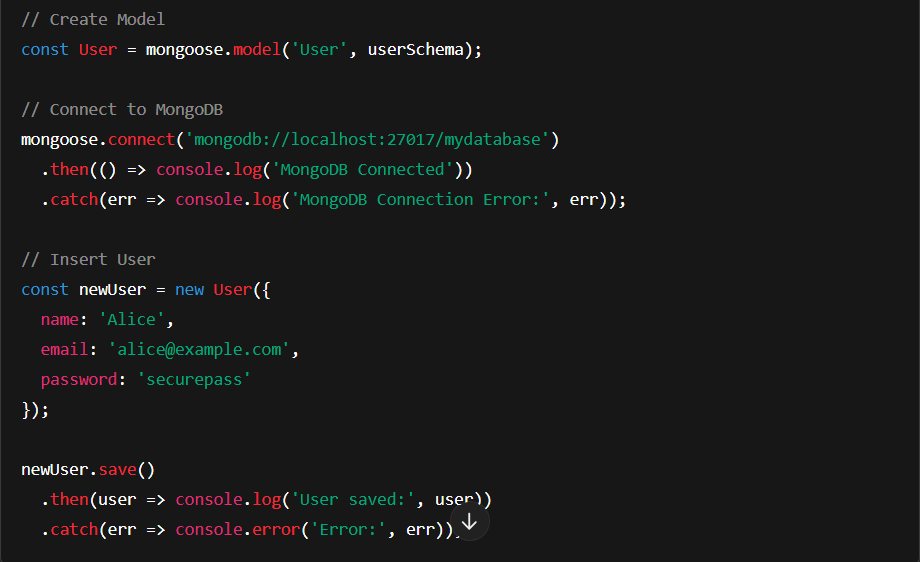 // Create Model
const User = mongoose.model('User', userSchema);
// Connect to MongoDB
mongoose.connect('mongodb://localhost:27017/mydatabase')
  .then(() => console.log('MongoDB Connected'))
  .catch(err => console.log('MongoDB Connection Error:', err));
// Insert User
const newUser = new User({
  name: 'Alice',
  email: 'alice@example.com',
  password: 'securepass'
});
newUser.save()
  .then(user => console.log('User saved:', user))
  .catch(err => console.error('Error:', err));